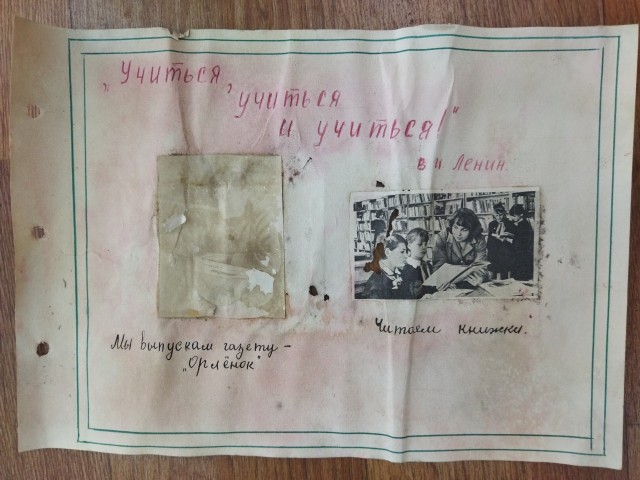 „Учиться, учиться
и учиться!“
В И Ленин.
Мы выпускам газету –
„Орлёнок“
Читаем книжки.